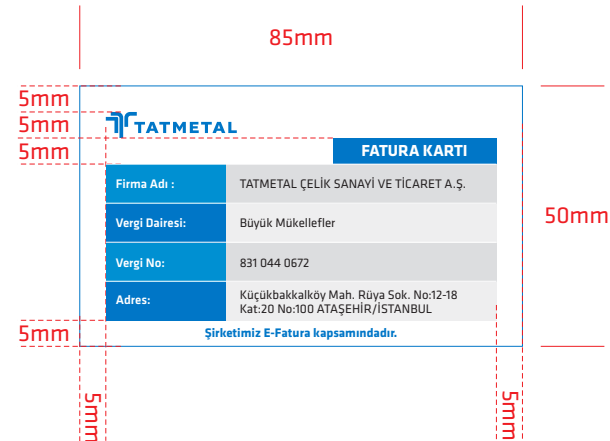 85mm
5mm
5mm
TATMETAL
5mm
FATURA KARTI
Firma Adı : TATMETAL ÇELİK SANAYİ VE TİCARET A.Ş.
Vergi Dairesi: Büyük Mükellefler
50mm
Vergi No: 831 044 0672
Adres: Küçükbakkalköy Mah. Rüya Sok. No:12-18
Kat:20 No:100 ATAŞEHİR/İSTANBUL
5mm
Şirketimiz E-Fatura kapsamındadır.
5mm
5mm